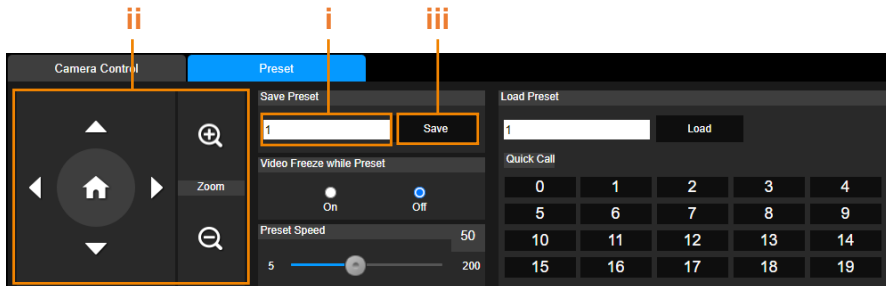 ii i iii
Camera Control Preset
Save Preset
1 Save
Video Freeze while Preset
On Off
Preset Speed 50
5 200
Zoom
Load Preset
1 Load
Quick Call
0 1 2 3 4
5 6 7 8 9
10 11 12 13 14
15 16 17 18 19